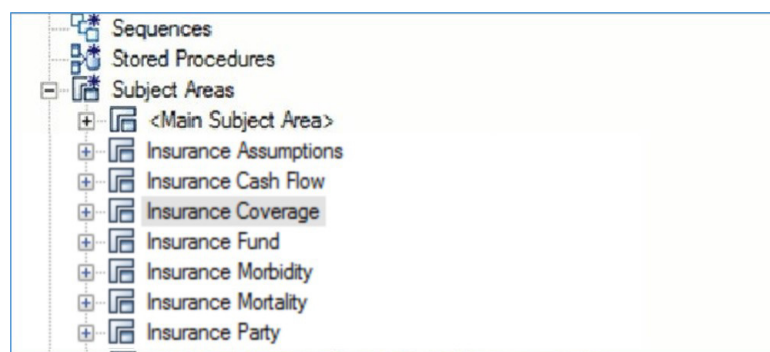 Sequences
Stored Procedures
Subject Areas
<Main Subject Area>
Insurance Assumptions
Insurance Cash Flow
Insurance Coverage
Insurance Fund
Insurance Morbidity
Insurance Mortality
Insurance Party